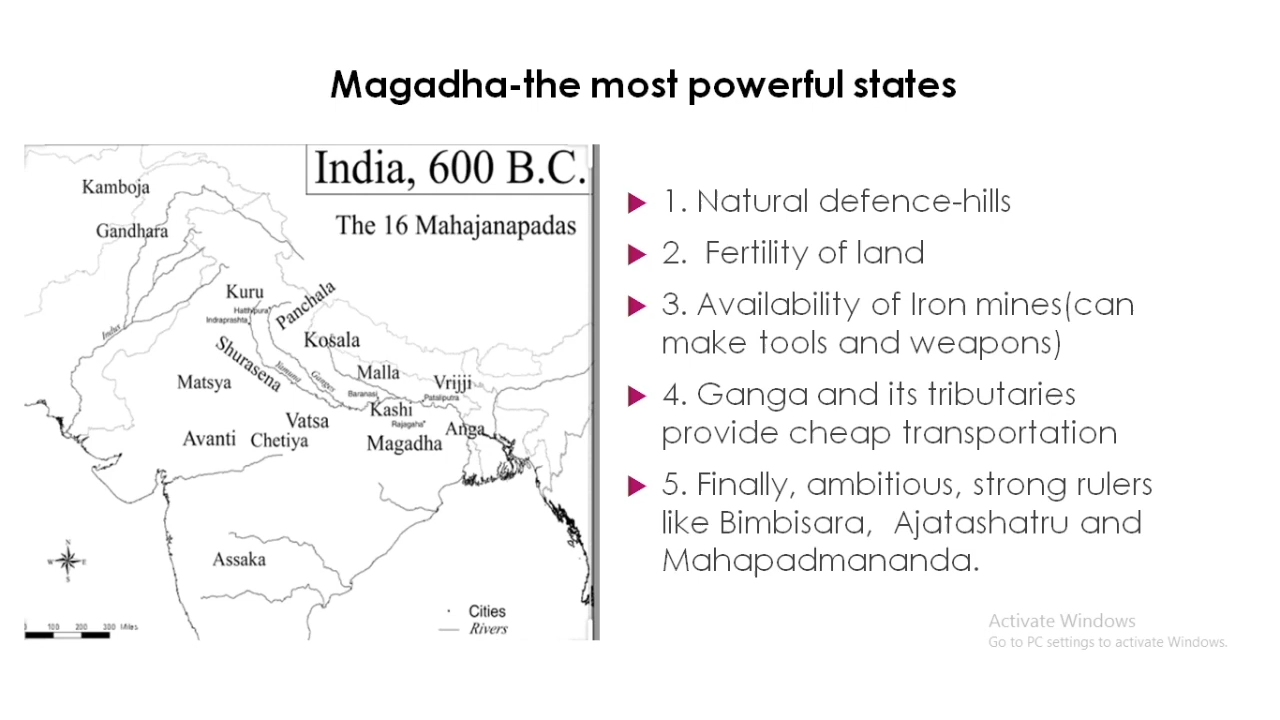 Magadha-the most powerful states
India, 600 B.C.
The 16 Mahajanapadas
Kamboja
Gandhara
Kuru
Panchala
Hatthipura
Indraprashta
Indus
Kosala
Shurasena
Yamuna
Ganges
Malla
Matsya
Vrijji
Baranasi
Pataliputra
Kashi
Vatsa
Rajagaha
Anga
Avanti
Chetiya
Magadha
Assaka
N
W
E
S
Cities
Rivers
100 200 300 Miles
1. Natural defence-hills
2. Fertility of land
3. Availability of Iron mines(can
make tools and weapons)
4. Ganga and its tributaries
provide cheap transportation
5. Finally, ambitious, strong rulers
like Bimbisara, Ajatashatru and
Mahapadmananda.
Activate Windows
Go to PC settings to activate Windows.